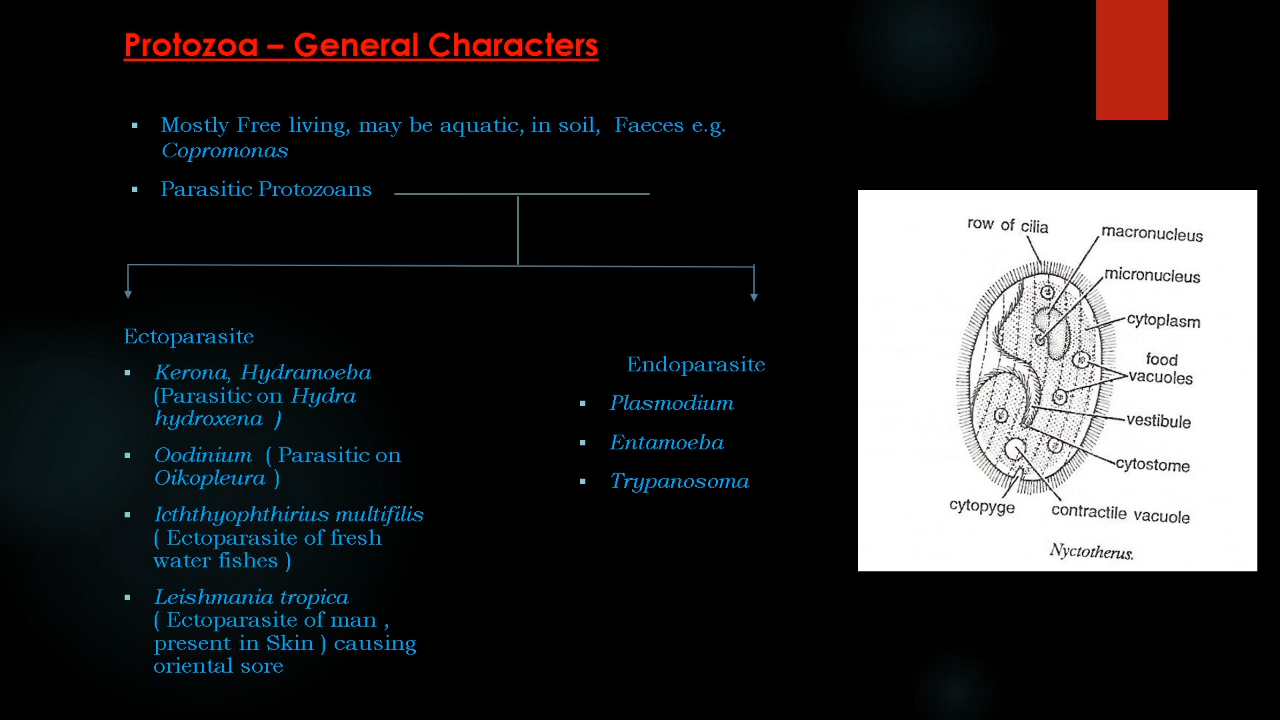 Protozoa – General Characters
▪ Mostly Free living, may be aquatic, in soil, Faeces e.g.
Copromonas
▪ Parasitic Protozoans
Ectoparasite
▪ Kerona, Hydramoeba
(Parasitic on Hydra
hydroxena )
▪ Oodinium ( Parasitic on
Oikopleura )
▪ Icththyophthirius multifilis
( Ectoparasite of fresh
water fishes )
▪ Leishmania tropica
( Ectoparasite of man ,
present in Skin ) causing
oriental sore
Endoparasite
▪ Plasmodium
▪ Entamoeba
▪ Trypanosoma
row of cilia
macronucleus
micronucleus
cytoplasm
food
vacuoles
vestibule
cytostome
cytopyge
contractile vacuole
Nyctotherus.